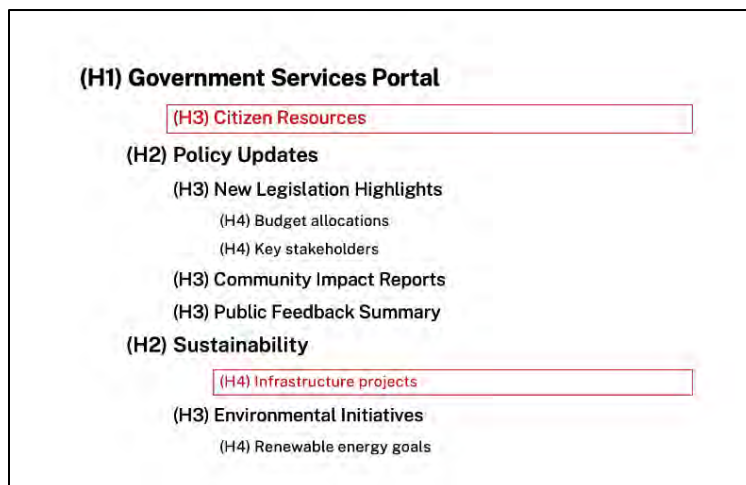 (H1) Government Services Portal
(H3) Citizen Resources
(H2) Policy Updates
(H3) New Legislation Highlights
(H4) Budget allocations
(H4) Key stakeholders
(H3) Community Impact Reports
(H3) Public Feedback Summary
(H2) Sustainability
(H4) Infrastructure projects
(H3) Environmental Initiatives
(H4) Renewable energy goals